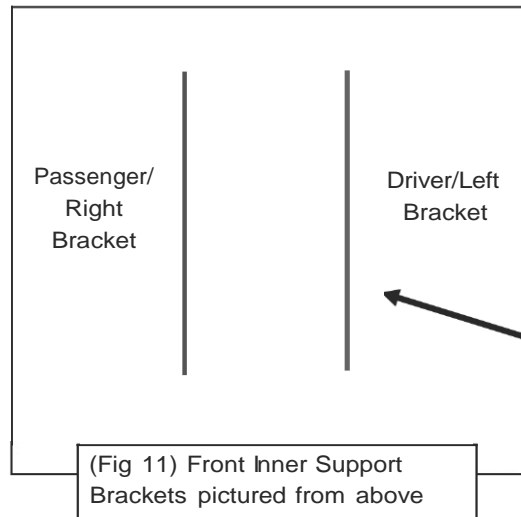 Passenger/
Right
Bracket
Driver/Left
Bracket
(Fig 11) Front Inner Support
Brackets pictured from above